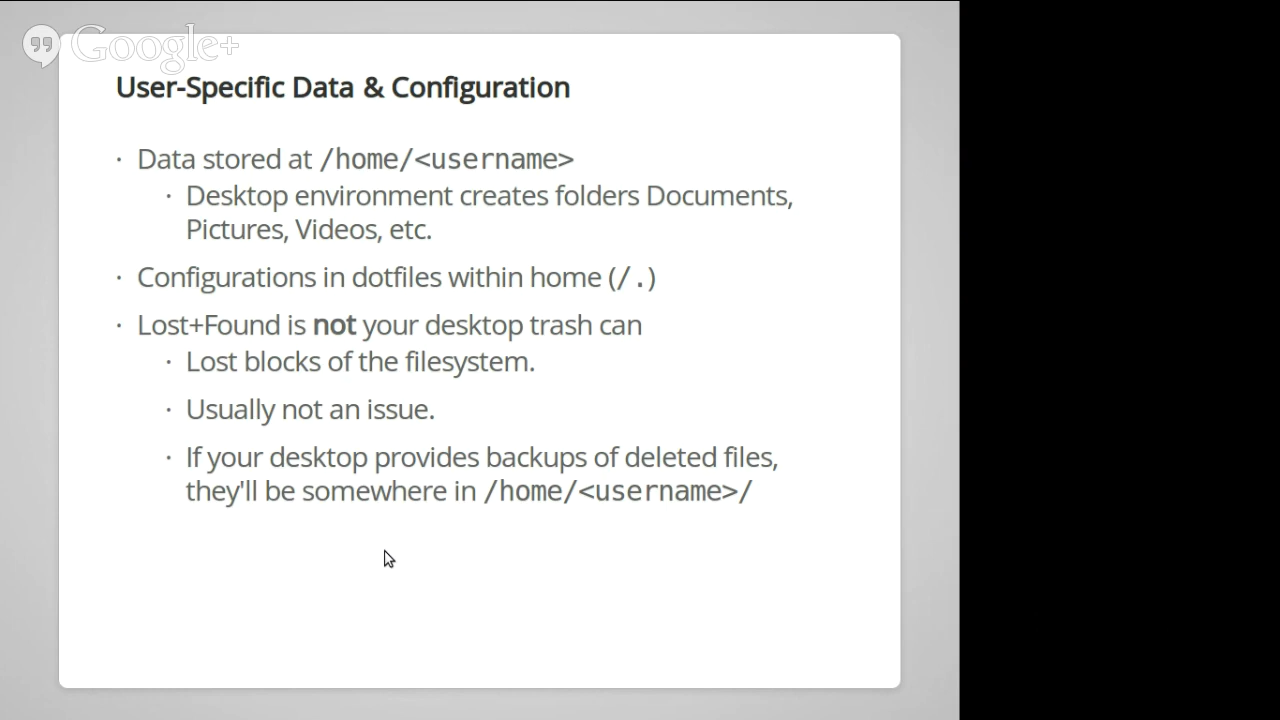 Google+
User-Specific Data & Configuration
· Data stored at /home/<username>
· Desktop environment creates folders Documents,
Pictures, Videos, etc.
· Configurations in dotfiles within home (/.)
· Lost+Found is not your desktop trash can
· Lost blocks of the filesystem.
· Usually not an issue.
· If your desktop provides backups of deleted files,
they'll be somewhere in /home/<username>/